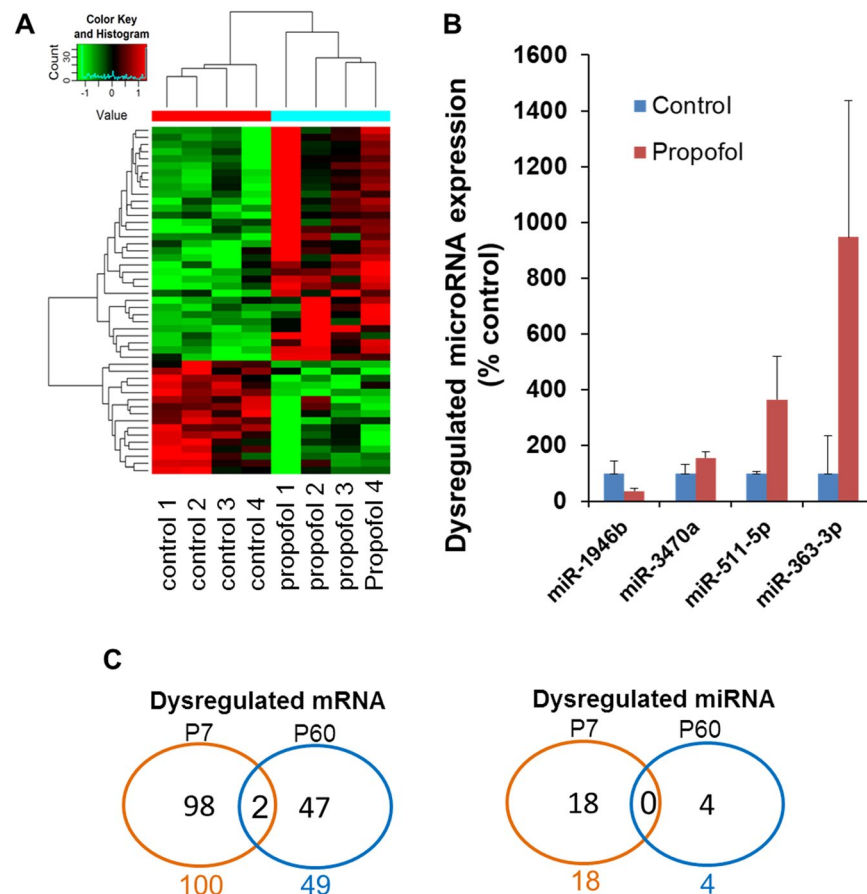 A
Color Key
and Histogram
Count
0 30
-1 0 1
Value
control 1
control 2
control 3
control 4
propofol 1
propofol 2
propofol 3
Propofol 4
B
Dysregulated microRNA expression
(% control)
1600
1400
1200
1000
800
600
400
200
0
Control
Propofol
miR-1946b
miR-3470a
miR-511-5p
miR-363-3p
C
Dysregulated mRNA
P7 P60
98 2 47
100 49
Dysregulated miRNA
P7 P60
18 0 4
18 4